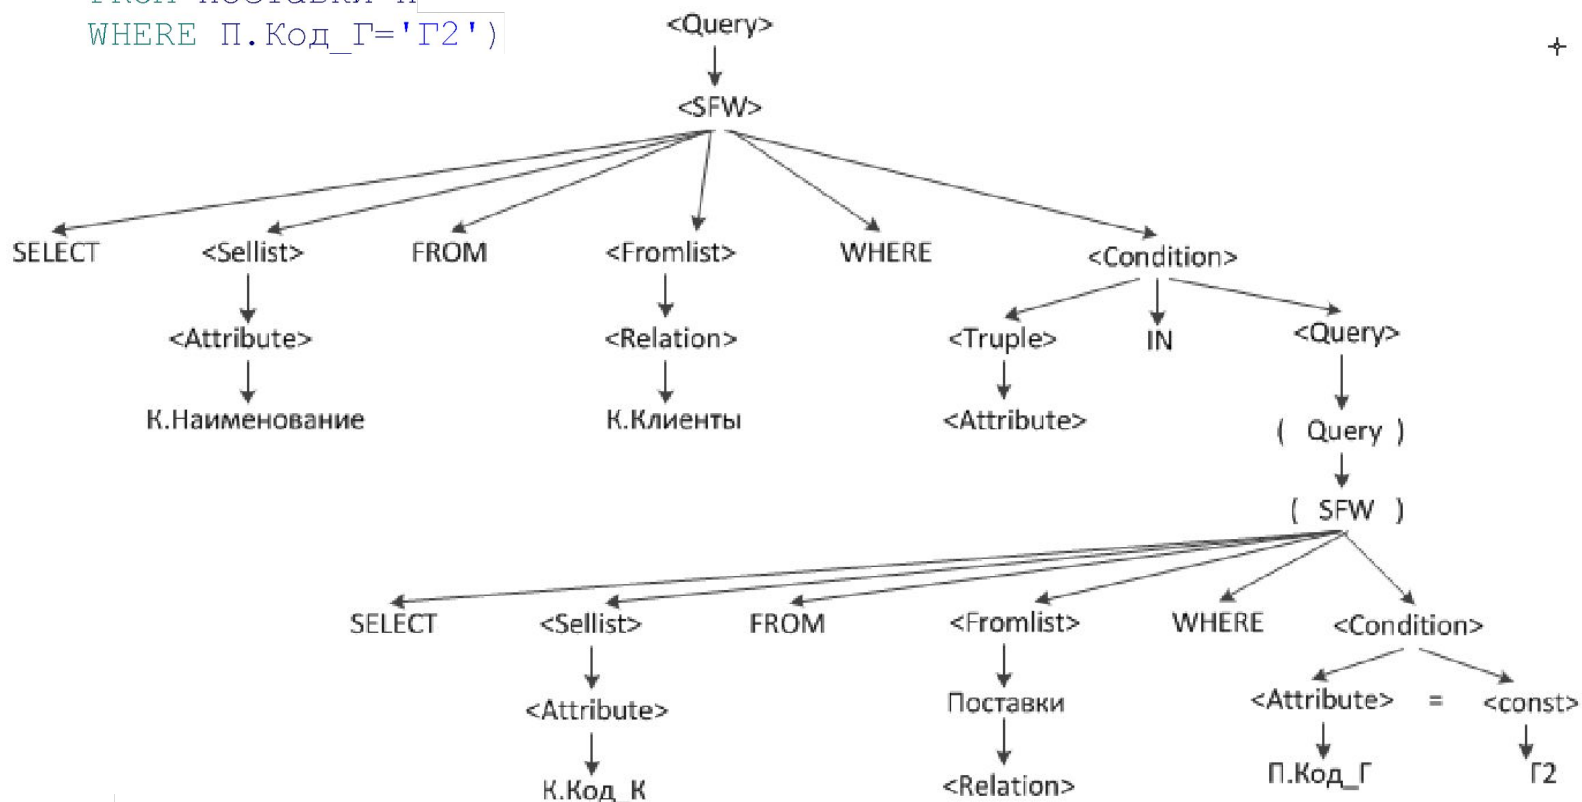 WHERE П.Код_Г='Г2')
<Query>
<SFW>
SELECT <Sellist> FROM <Fromlist> WHERE <Condition>
<Attribute> <Relation> <Truple> IN <Query>
К.Наименование К.Клиенты <Attribute> ( Query )
( SFW )
SELECT <Sellist> FROM <Fromlist> WHERE <Condition>
<Attribute> Поставки <Attribute> = <const>
К.Код_К <Relation> П.Код_Г Г2